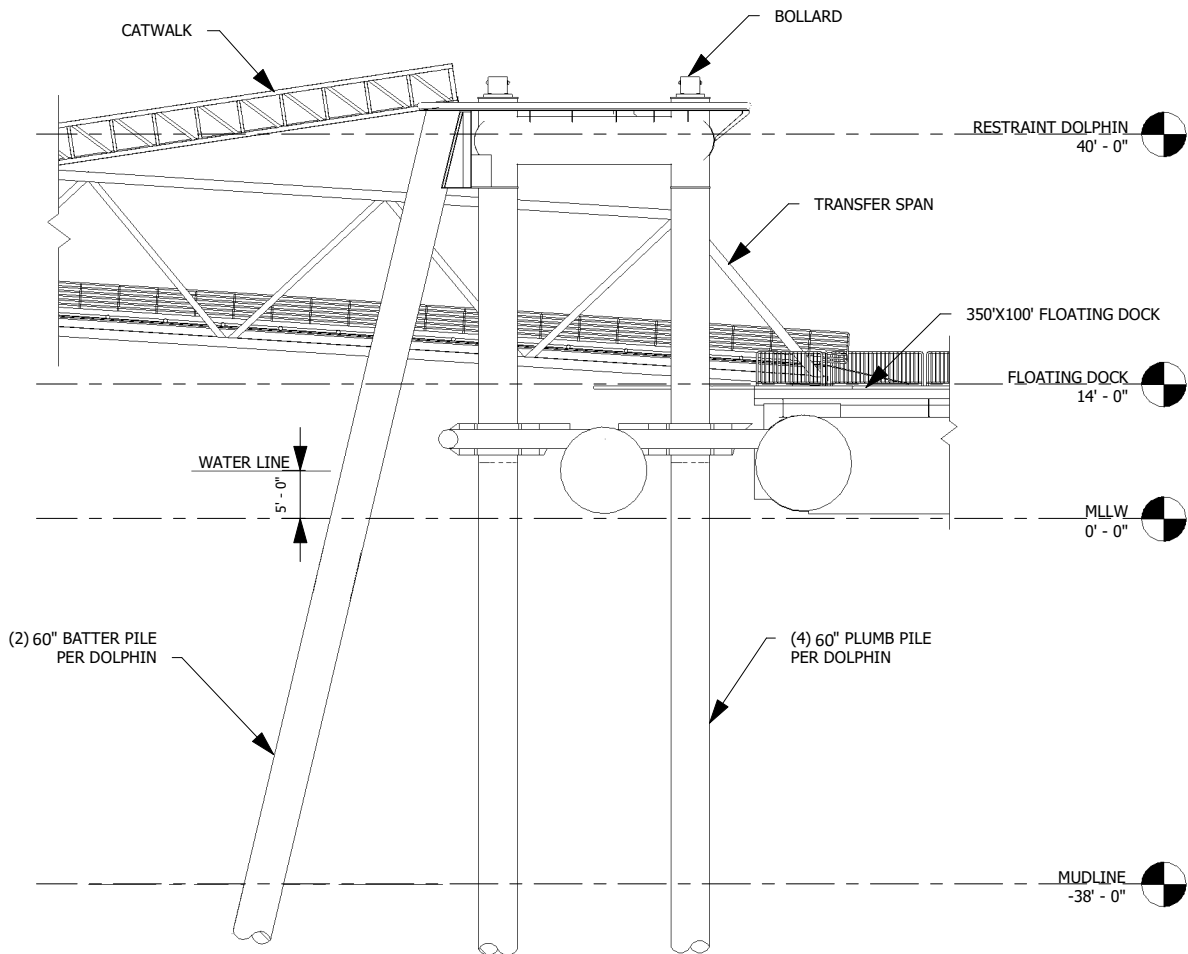 CATWALK
BOLLARD
RESTRAINT DOLPHIN
40' - 0"
TRANSFER SPAN
350'X100' FLOATING DOCK
FLOATING DOCK
14' - 0"
WATER LINE
5' - 0"
MLLW
0' - 0"
(2) 60" BATTER PILE
PER DOLPHIN
(4) 60" PLUMB PILE
PER DOLPHIN
MUDLINE
-38' - 0"